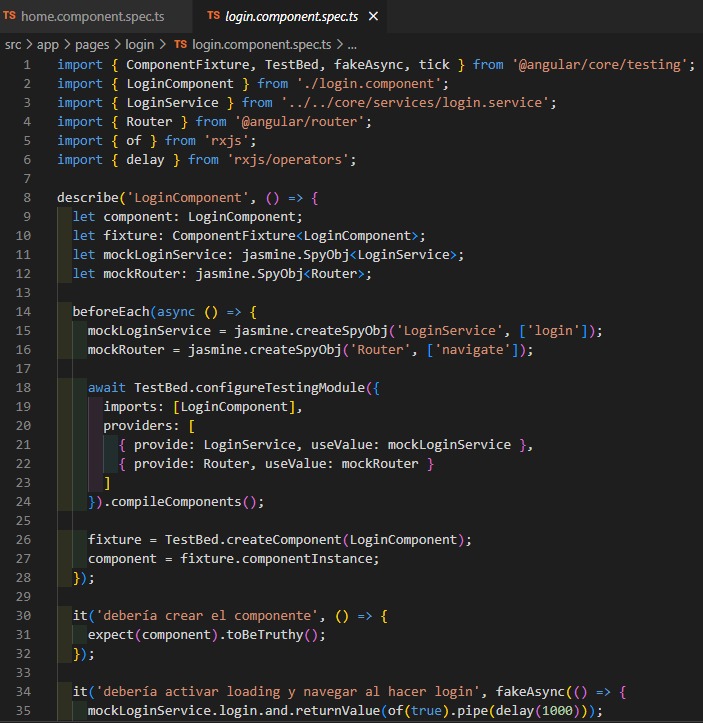 TS home.component.spec.ts TS login.component.spec.ts ×
src > app > pages > login > TS login.component.spec.ts > ...
1 import { ComponentFixture, TestBed, fakeAsync, tick } from '@angular/core/testing';
2 import { LoginComponent } from './login.component';
3 import { LoginService } from '../../core/services/login.service';
4 import { Router } from '@angular/router';
5 import { of } from 'rxjs';
6 import { delay } from 'rxjs/operators';
7
8 describe('LoginComponent', () => {
9   let component: LoginComponent;
10   let fixture: ComponentFixture<LoginComponent>;
11   let mockLoginService: jasmine.SpyObj<LoginService>;
12   let mockRouter: jasmine.SpyObj<Router>;
13
14   beforeEach(async () => {
15     mockLoginService = jasmine.createSpyObj('LoginService', ['login']);
16     mockRouter = jasmine.createSpyObj('Router', ['navigate']);
17
18     await TestBed.configureTestingModule({
19       imports: [LoginComponent],
20       providers: [
21         { provide: LoginService, useValue: mockLoginService },
22         { provide: Router, useValue: mockRouter }
23       ]
24     }).compileComponents();
25
26     fixture = TestBed.createComponent(LoginComponent);
27     component = fixture.componentInstance;
28   });
29
30   it('debería crear el componente', () => {
31     expect(component).toBeTruthy();
32   });
33
34   it('debería activar loading y navegar al hacer login', fakeAsync(() => {
35     mockLoginService.login.and.returnValue(of(true).pipe(delay(1000)));